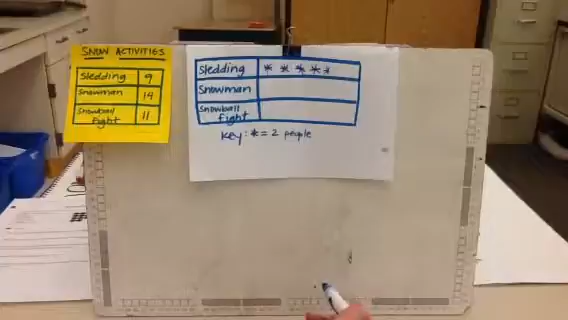 SNOW ACTIVITIES
Sledding 9
Snowman 14
Snowball fight 11
Sledding * * * * *
Snowman
Snowball fight
Key: * = 2 people